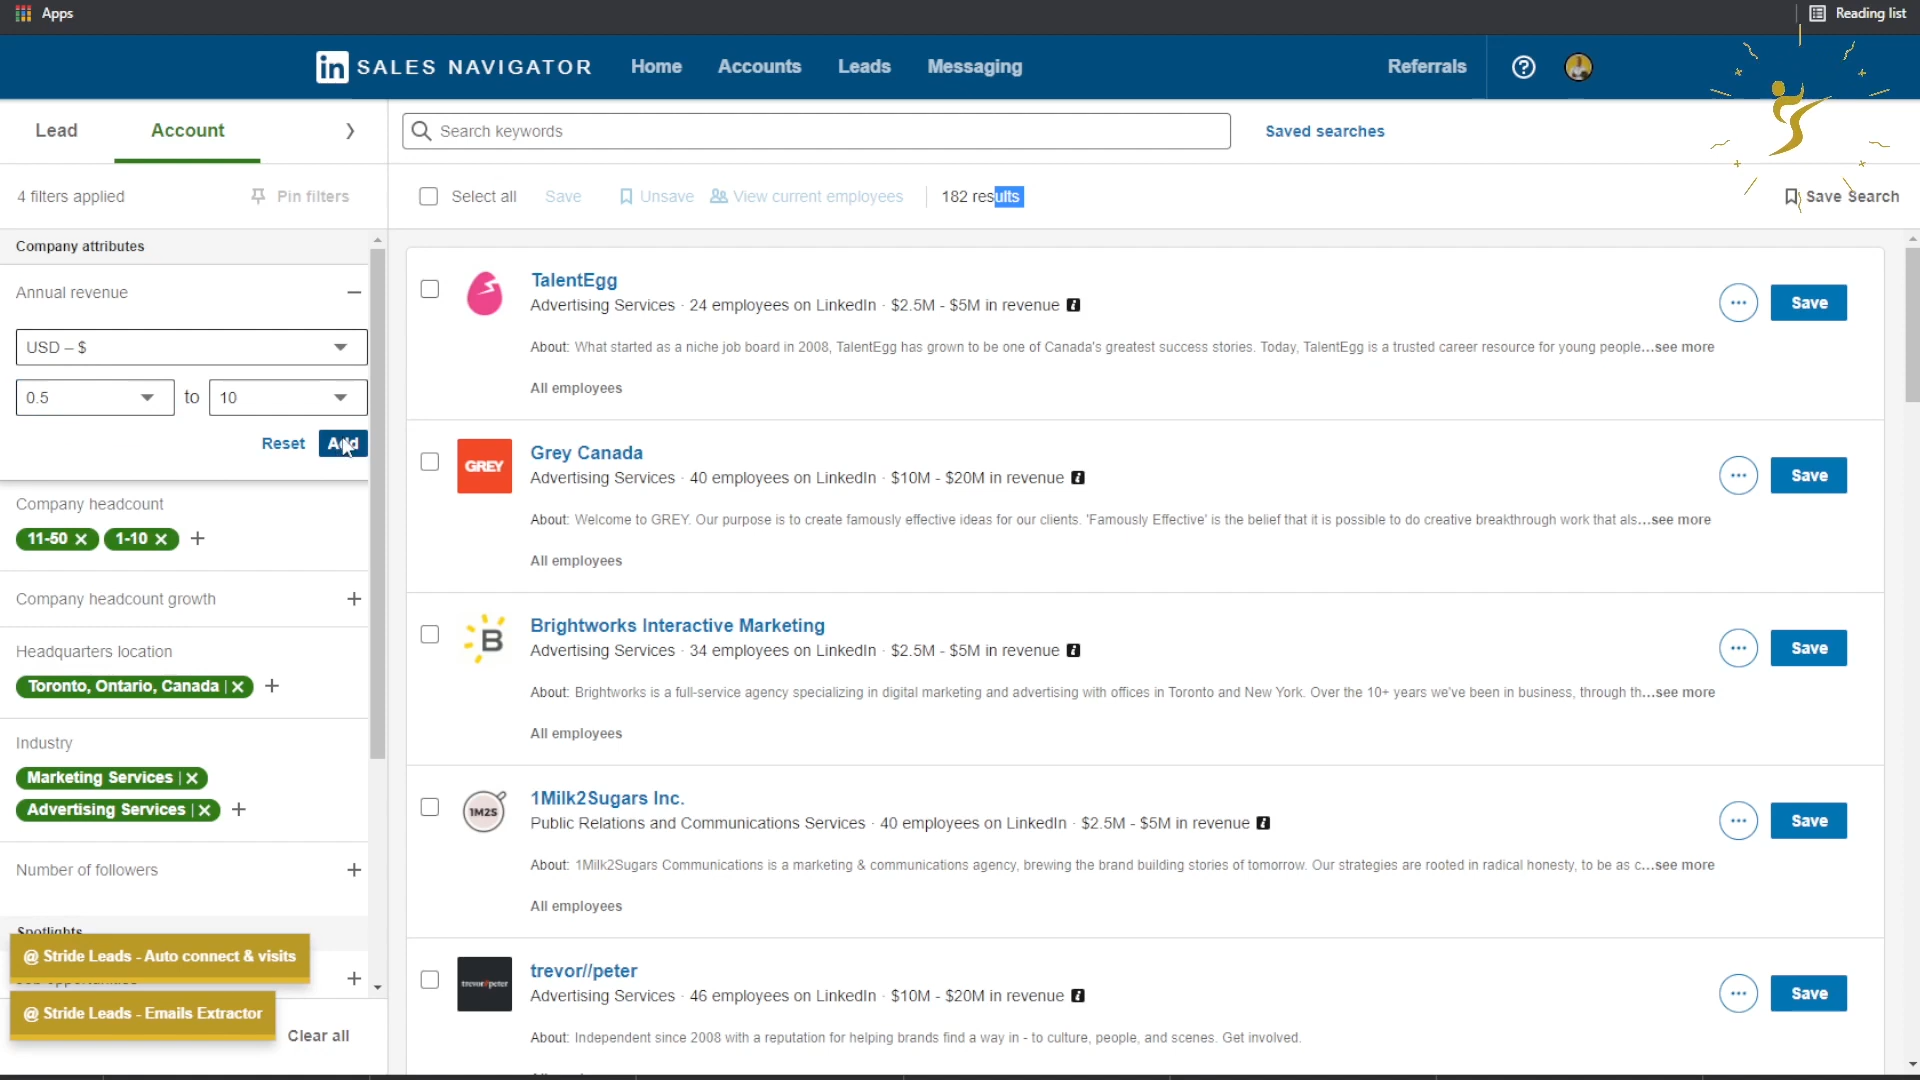 Apps
Reading list
in SALES NAVIGATOR
Home
Accounts
Leads
Messaging
Referrals
Lead
Account
Search keywords
Saved searches
4 filters applied
Pin filters
Select all
Save
Unsave
View current employees
182 results
Save Search
Company attributes
Annual revenue
USD – $
0.5
to
10
Reset
Add
Company headcount
11-50
1-10
Company headcount growth
Headquarters location
Toronto, Ontario, Canada
Industry
Marketing Services
Advertising Services
Number of followers
Spotlights
@ Stride Leads - Auto connect & visits
@ Stride Leads - Emails Extractor
Clear all
TalentEgg
Advertising Services · 24 employees on LinkedIn · $2.5M - $5M in revenue
Save
About: What started as a niche job board in 2008, TalentEgg has grown to be one of Canada's greatest success stories. Today, TalentEgg is a trusted career resource for young people...see more
All employees
GREY
Grey Canada
Advertising Services · 40 employees on LinkedIn · $10M - $20M in revenue
Save
About: Welcome to GREY. Our purpose is to create famously effective ideas for our clients. 'Famously Effective' is the belief that it is possible to do creative breakthrough work that als...see more
All employees
B
Brightworks Interactive Marketing
Advertising Services · 34 employees on LinkedIn · $2.5M - $5M in revenue
Save
About: Brightworks is a full-service agency specializing in digital marketing and advertising with offices in Toronto and New York. Over the 10+ years we've been in business, through th...see more
All employees
1M2S
1Milk2Sugars Inc.
Public Relations and Communications Services · 40 employees on LinkedIn · $2.5M - $5M in revenue
Save
About: 1Milk2Sugars Communications is a marketing & communications agency, brewing the brand building stories of tomorrow. Our strategies are rooted in radical honesty, to be as c...see more
All employees
trevor//peter
trevor//peter
Advertising Services · 46 employees on LinkedIn · $10M - $20M in revenue
Save
About: Independent since 2008 with a reputation for helping brands find a way in - to culture, people, and scenes. Get involved.